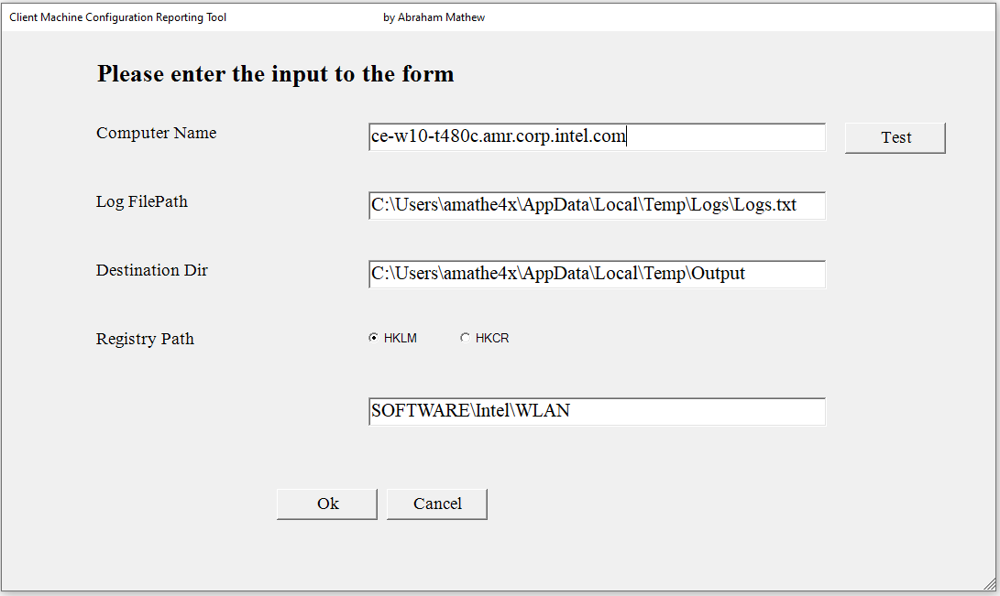 Client Machine Configuration Reporting Tool by Abraham Mathew
Please enter the input to the form
Computer Name ce-w10-t480c.amr.corp.intel.com Test
Log FilePath C:\Users\amathe4x\AppData\Local\Temp\Logs\Logs.txt
Destination Dir C:\Users\amathe4x\AppData\Local\Temp\Output
Registry Path HKLM HKCR
SOFTWARE\Intel\WLAN
Ok Cancel